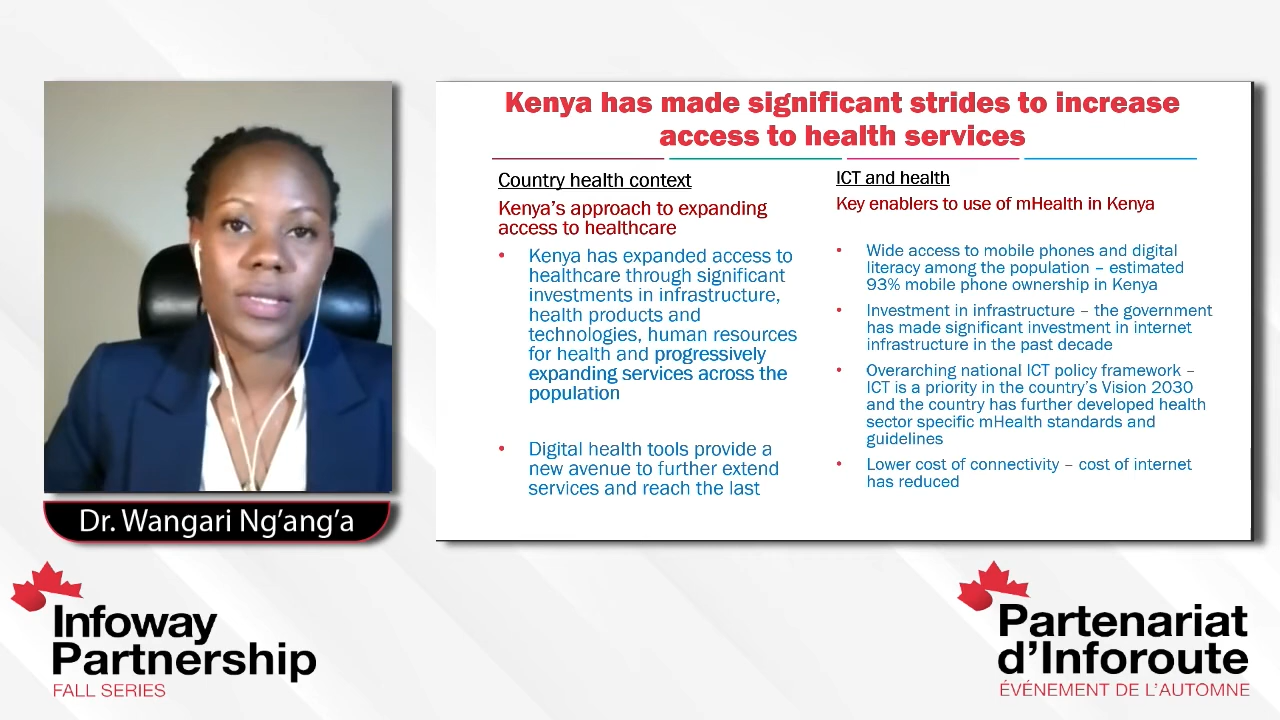 Kenya has made significant strides to increase
access to health services
Country health context
Kenya's approach to expanding
access to healthcare
• Kenya has expanded access to
healthcare through significant
investments in infrastructure,
health products and
technologies, human resources
for health and progressively
expanding services across the
population
• Digital health tools provide a
new avenue to further extend
services and reach the last
ICT and health
Key enablers to use of mHealth in Kenya
• Wide access to mobile phones and digital
literacy among the population – estimated
93% mobile phone ownership in Kenya
• Investment in infrastructure – the government
has made significant investment in internet
infrastructure in the past decade
• Overarching national ICT policy framework –
ICT is a priority in the country's Vision 2030
and the country has further developed health
sector specific mHealth standards and
guidelines
• Lower cost of connectivity – cost of internet
has reduced
Dr. Wangari Ng'ang'a
Infoway
Partnership
FALL SERIES
Partenariat
d'Inforoute
ÉVÉNEMENT DE L'AUTOMNE